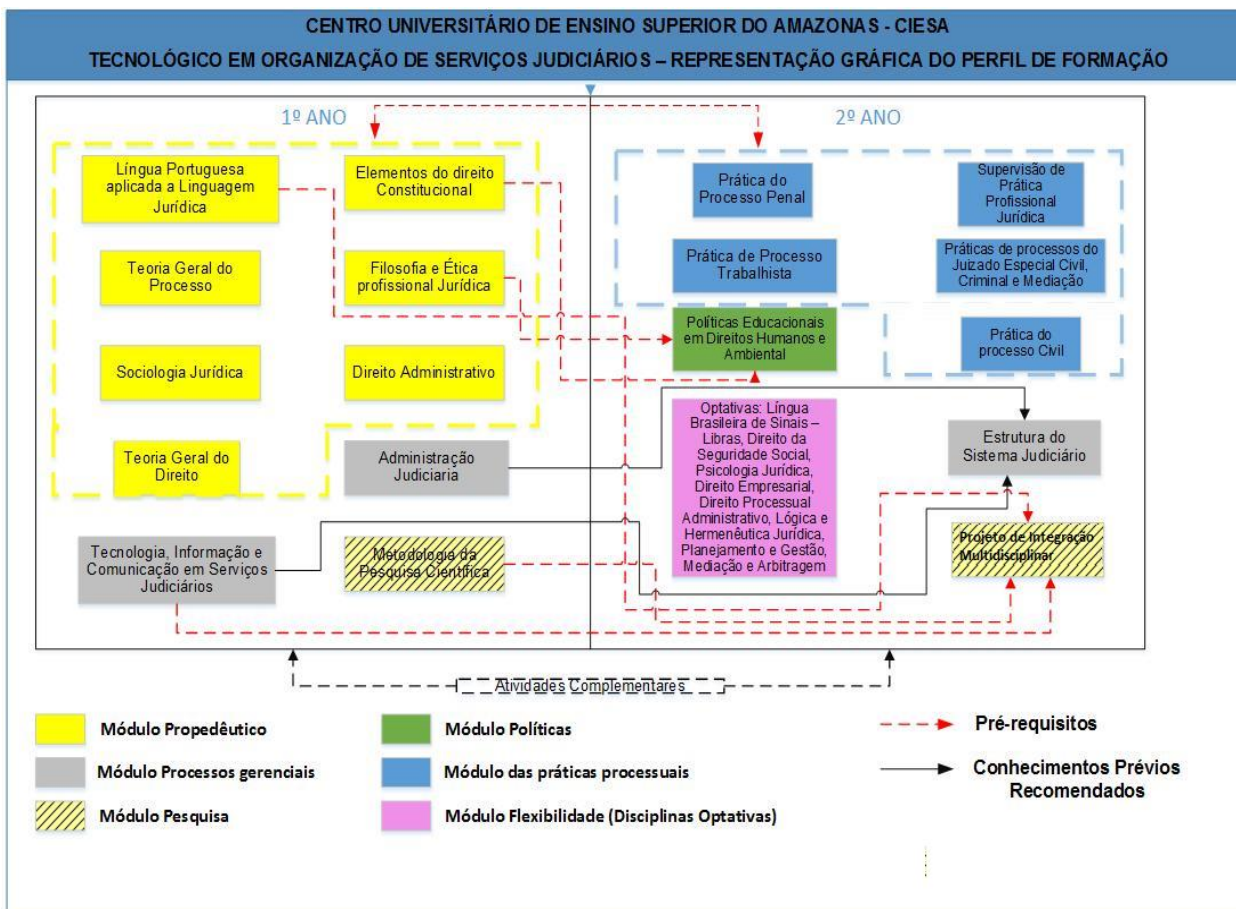 CENTRO UNIVERSITÁRIO DE ENSINO SUPERIOR DO AMAZONAS - CIESA
TECNOLÓGICO EM ORGANIZAÇÃO DE SERVIÇOS JUDICIÁRIOS – REPRESENTAÇÃO GRÁFICA DO PERFIL DE FORMAÇÃO
1º ANO
Língua Portuguesa
aplicada a Linguagem
Jurídica
Elementos do direito
Constitucional
Teoria Geral do
Processo
Filosofia e Ética
profissional Jurídica
Sociologia Jurídica
Direito Administrativo
Teoria Geral do
Direito
Administração
Judiciaria
Tecnologia, Informação e
Comunicação em Serviços
Judiciários
Metodologia da
Pesquisa Científica
2º ANO
Prática do
Processo Penal
Supervisão de
Prática
Profissional
Jurídica
Prática de Processo
Trabalhista
Práticas de processos do
Juizado Especial Civil,
Criminal e Mediação
Políticas Educacionais
em Direitos Humanos e
Ambiental
Prática do
processo Civil
Optativas: Língua
Brasileira de Sinais –
Libras, Direito da
Seguridade Social,
Psicologia Jurídica,
Direito Empresarial,
Direito Processual
Administrativo, Lógica e
Hermenêutica Jurídica,
Planejamento e Gestão,
Mediação e Arbitragem
Estrutura do
Sistema Judiciário
Projeto de Integração
Multidisciplinar
Atividades Complementares
Módulo Propedêutico
Módulo Políticas
Pré-requisitos
Módulo Processos gerenciais
Módulo das práticas processuais
Conhecimentos Prévios
Recomendados
Módulo Pesquisa
Módulo Flexibilidade (Disciplinas Optativas)